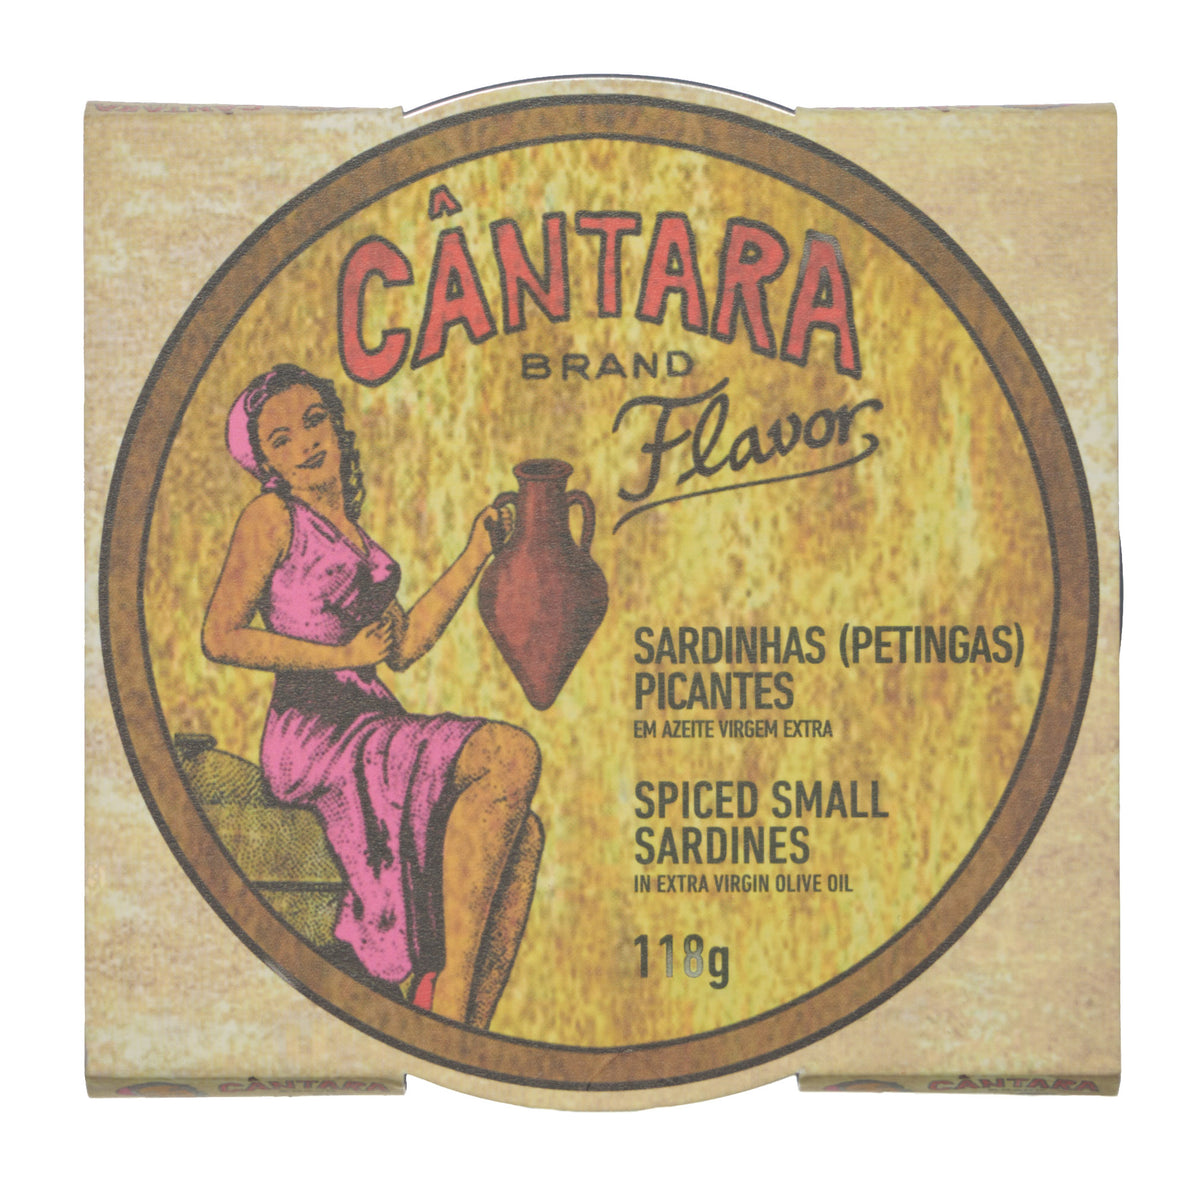 CÂNTARA
BRAND
Flavor
SARDINHAS (PETINGAS)
PICANTES
EM AZEITE VIRGEM EXTRA
SPICED SMALL
SARDINES
IN EXTRA VIRGIN OLIVE OIL
118g
CÂNTARA
CÂNTARA